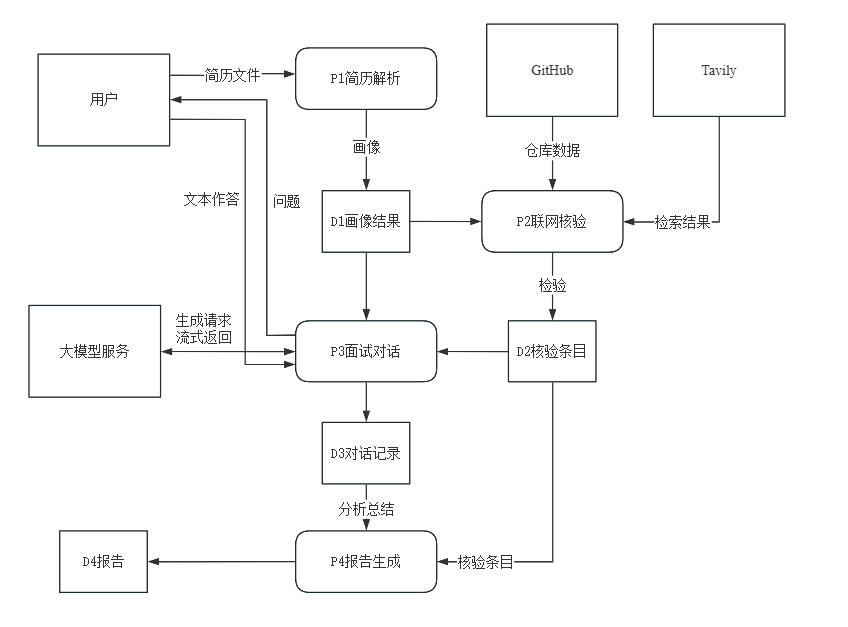 GitHub
Tavily
用户
简历文件
P1简历解析
画像
仓库数据
文本作答
问题
D1画像结果
P2联网核验
检索结果
检验
生成请求
流式返回
大模型服务
P3面试对话
D2核验条目
D3对话记录
分析总结
D4报告
P4报告生成
核验条目